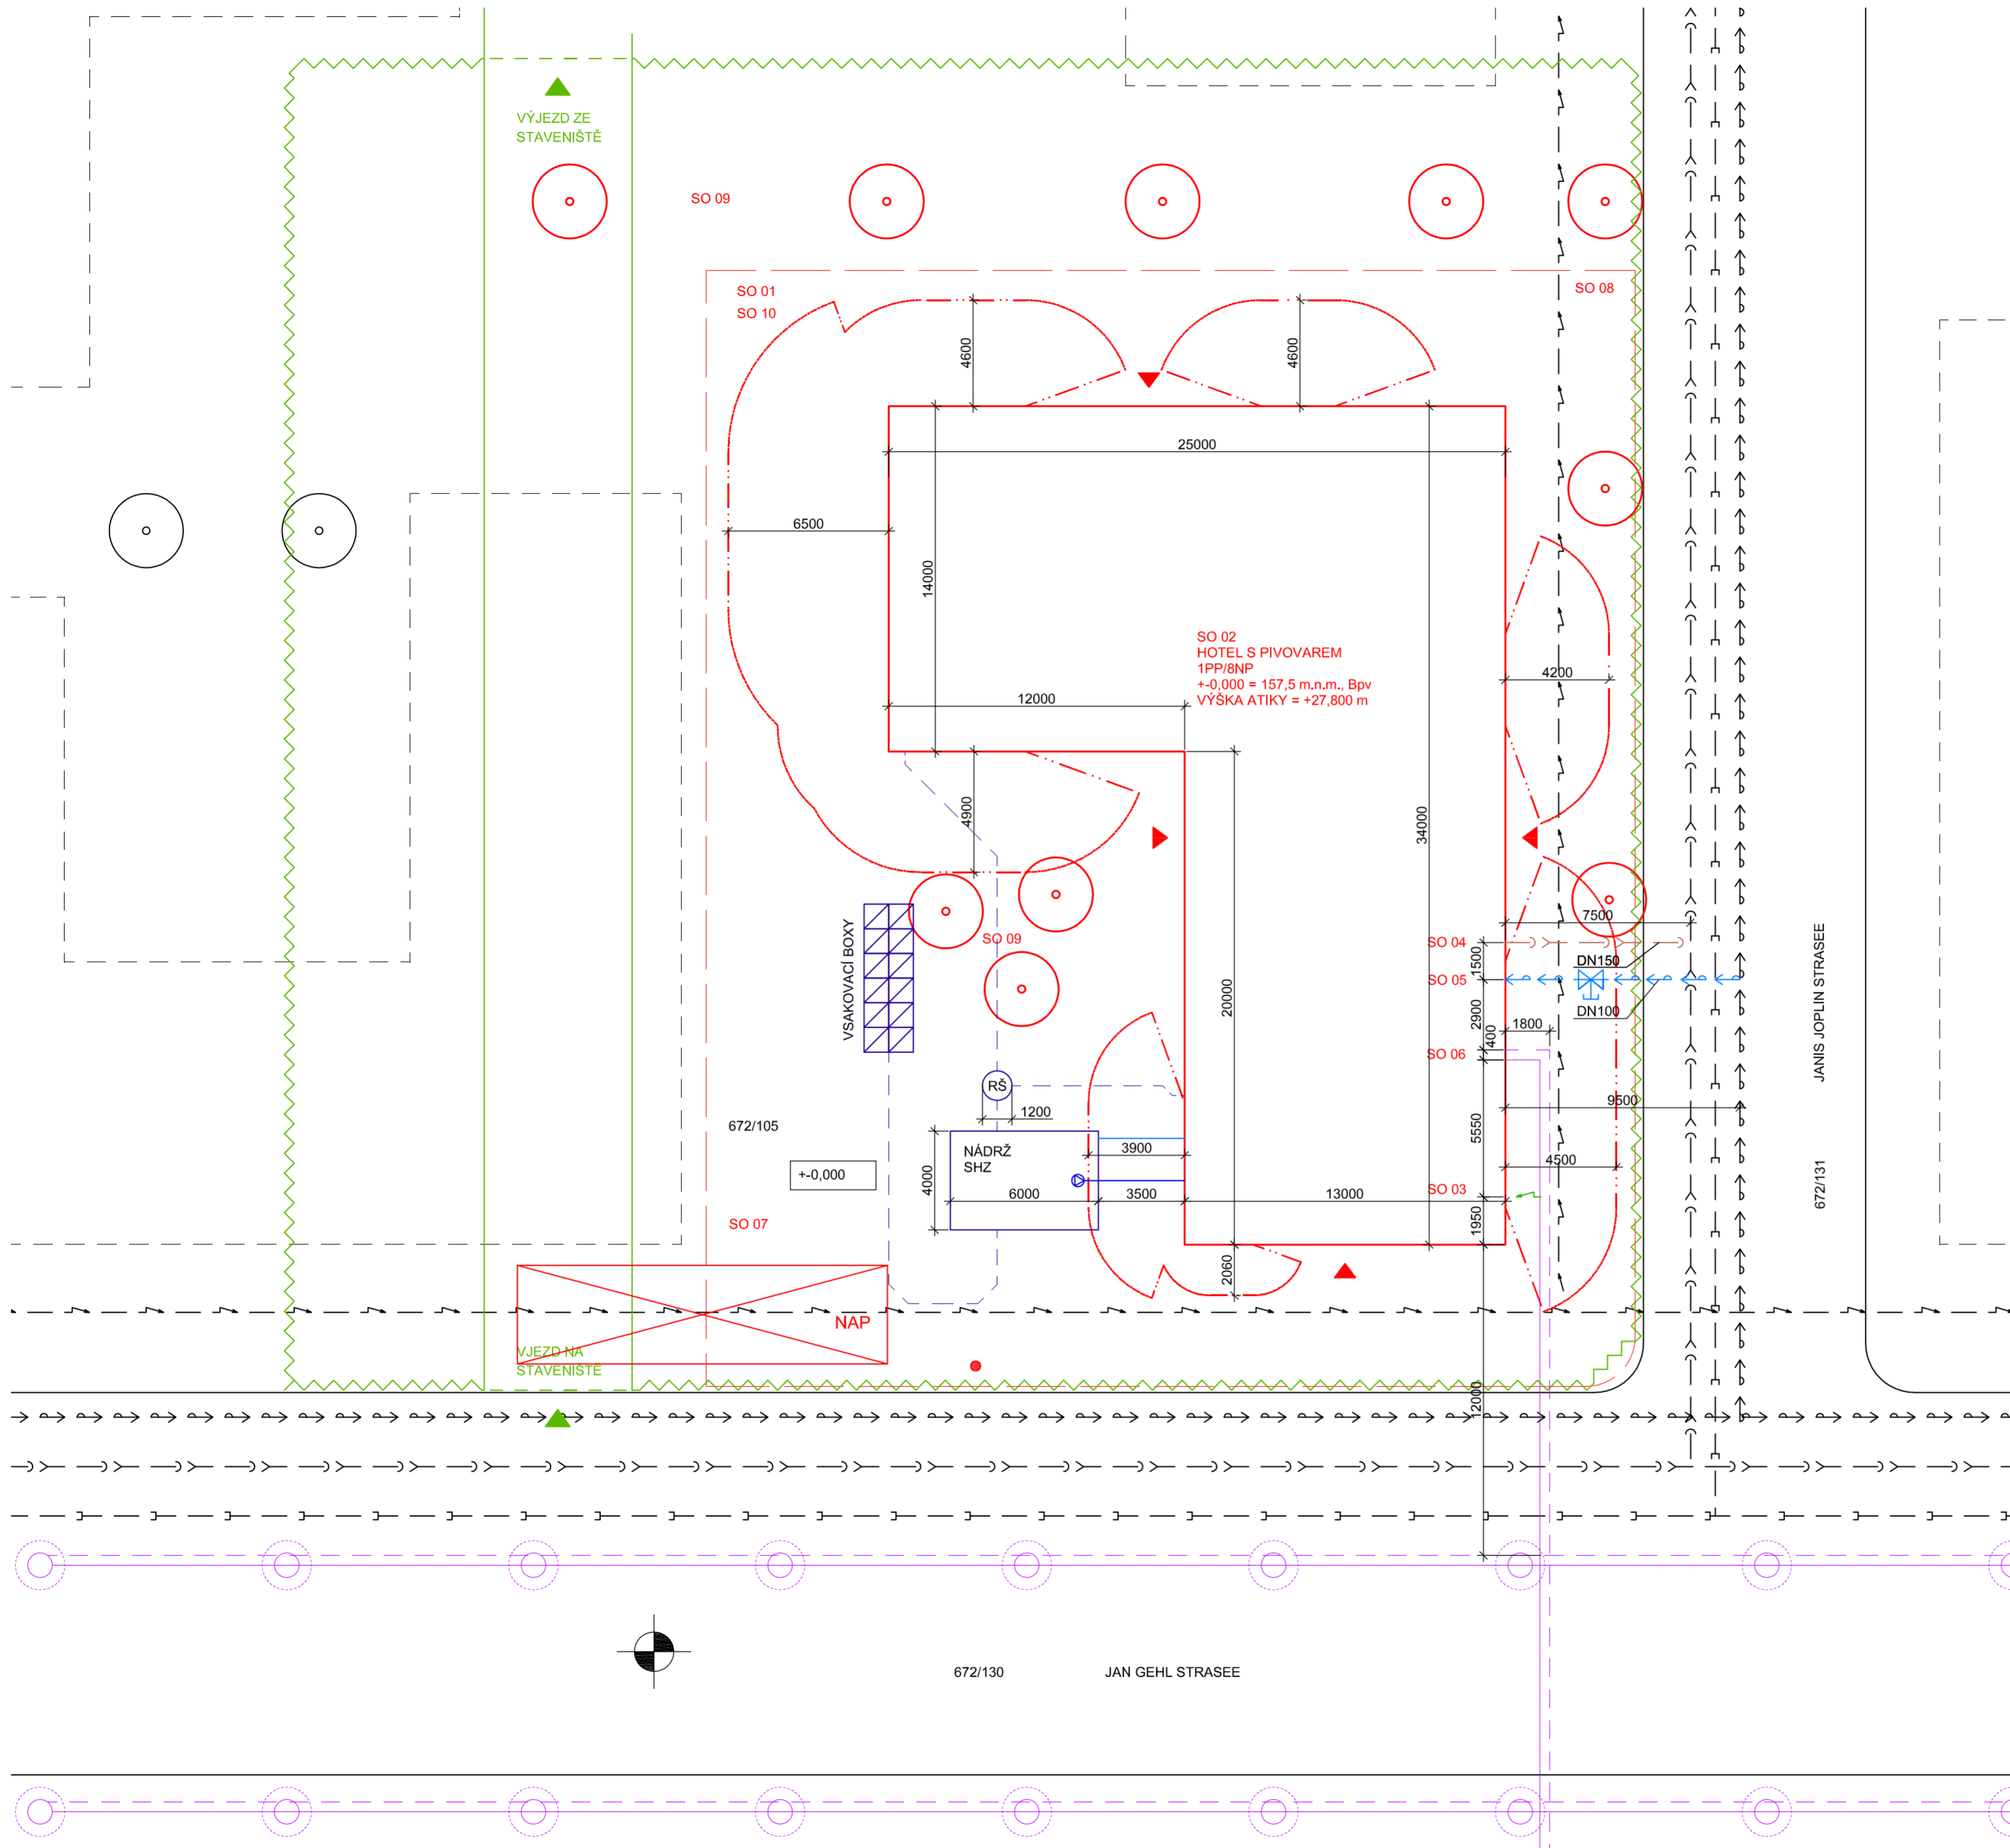 VÝJEZD ZE
STAVENIŠTĚ
SO 09
SO 01
SO 10
SO 08
4600
4600
25000
6500
14000
SO 02
HOTEL S PIVOVAREM
1PP/8NP
+-0,000 = 157,5 m.n.m., Bpv
VÝŠKA ATIKY = +27,800 m
4200
12000
4900
34000
VSAKOVACÍ BOXY
SO 09
20000
7500
SO 04
1500
DN150
SO 05
DN100
2900
400
1800
SO 06
JANIS JOPLIN STRASEE
672/131
RŠ
1200
9500
672/105
NÁDRŽ
SHZ
3900
5550
+-0,000
4000
6000
3500
13000
4500
SO 03
1950
SO 07
2060
NAP
VJEZD NA
STAVENIŠTĚ
12000
672/130
JAN GEHL STRASEE